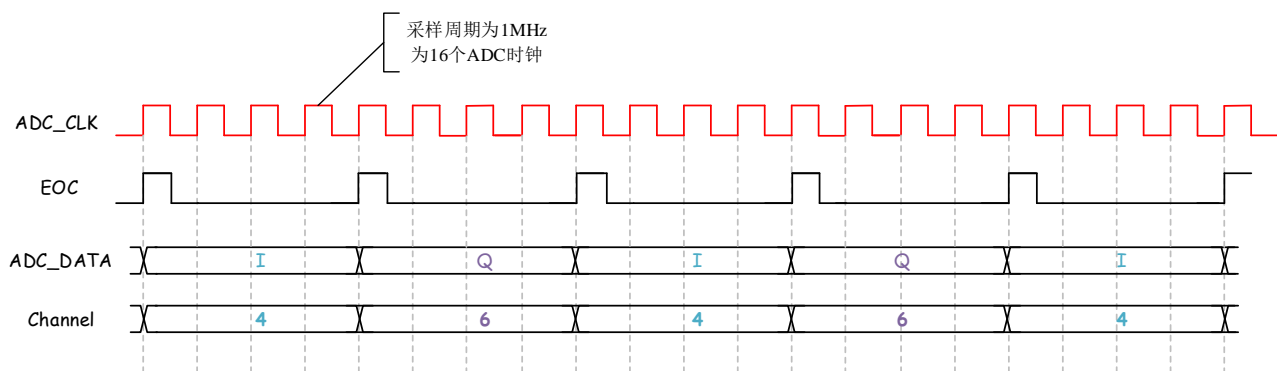 采样周期为1MHz
为16个ADC时钟
ADC_CLK
EOC
ADC_DATA I Q I Q I
Channel 4 6 4 6 4